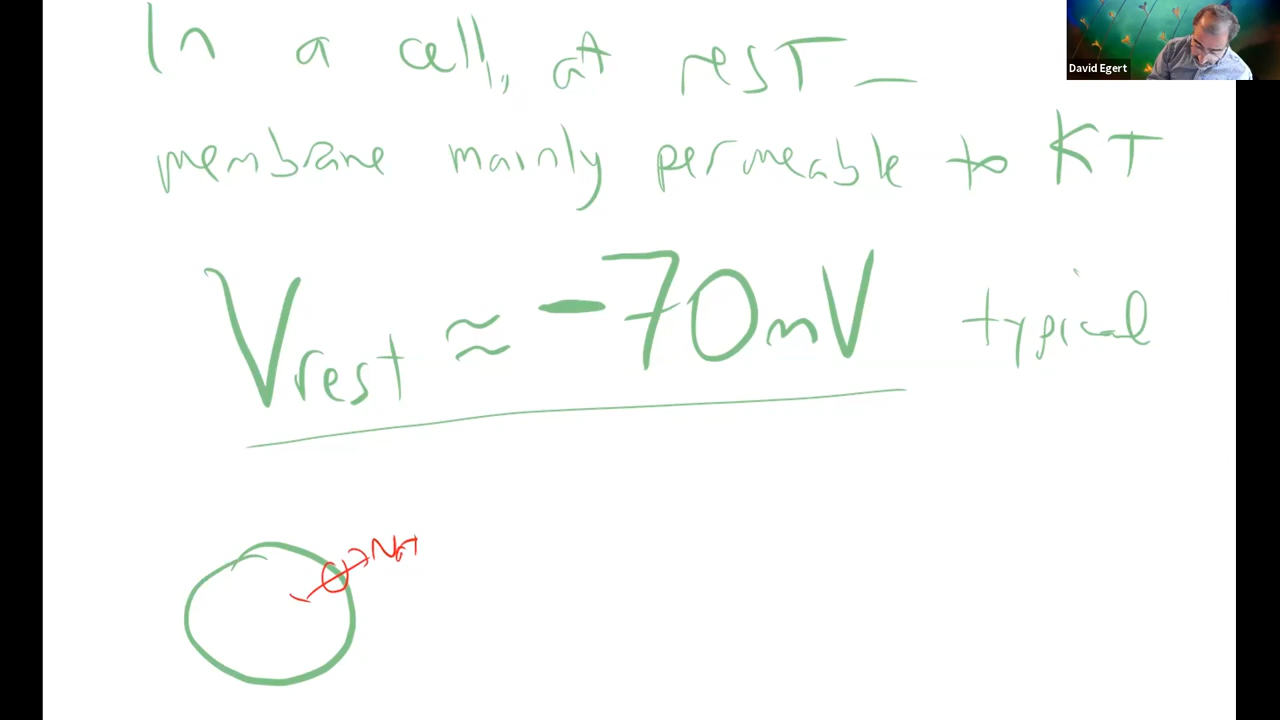 In a cell, at rest –
David Egert
membrane mainly permeable to K+
Vrest ≈ -70mV typical
Na+